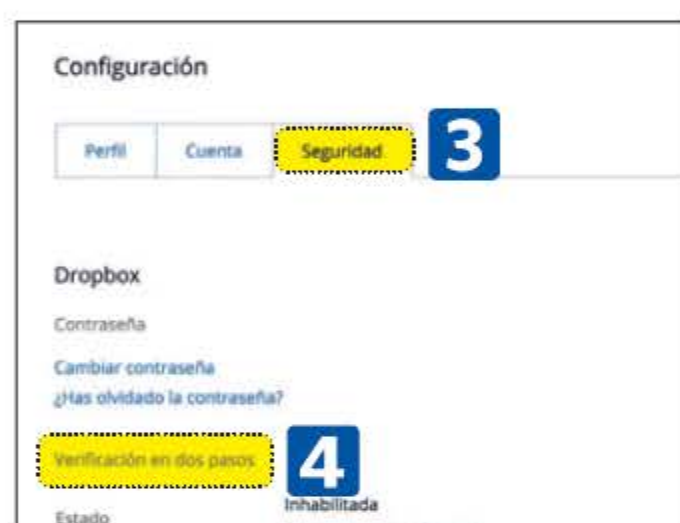 Configuración
Perfil Cuenta Seguridad 3
Dropbox
Contraseña
Cambiar contraseña
¿Has olvidado la contraseña?
Verificación en dos pasos 4
Estado Inhabilitada